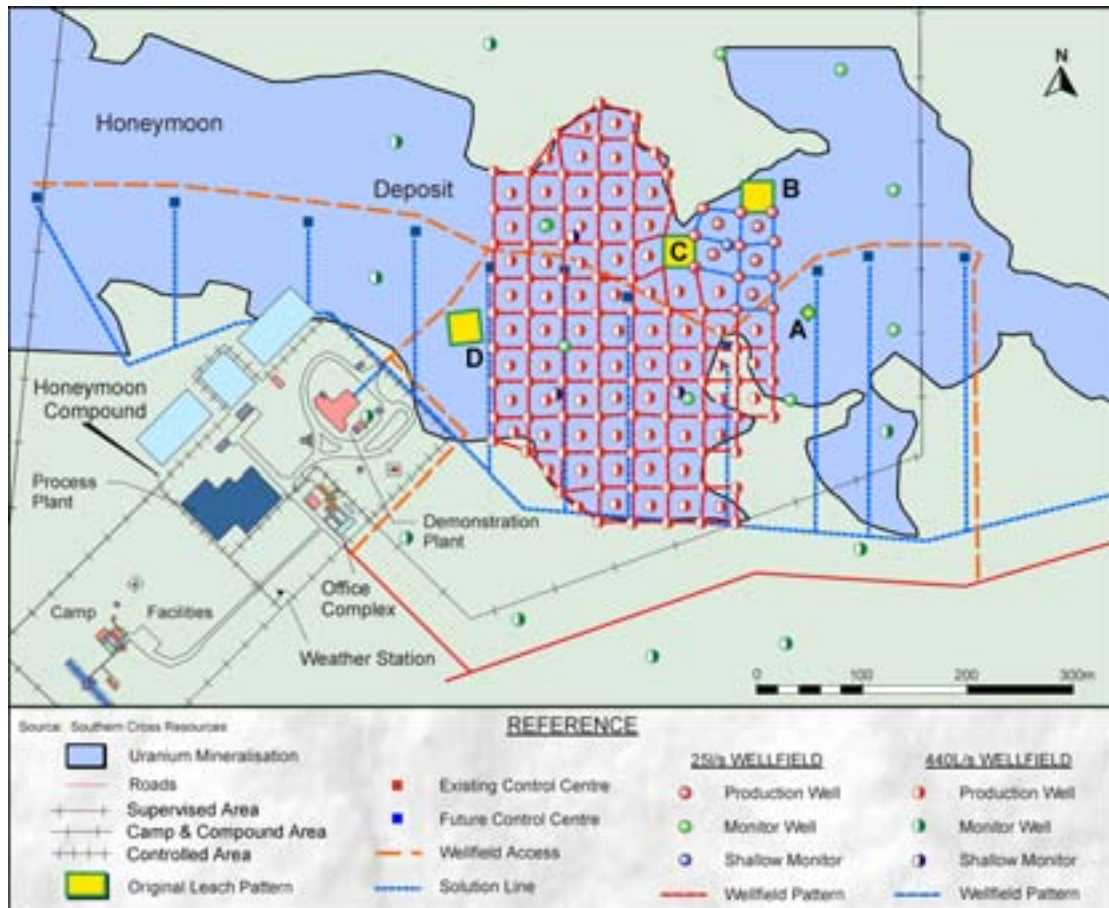 N
Honeymoon
Deposit
B
C
A
D
Honeymoon
Compound
Process
Plant
Demonstration
Plant
Office
Complex
Camp Facilities
Weather Station
0 100 200 300m
Source: Southern Cross Resources
REFERENCE
Uranium Mineralisation
Roads
Supervised Area
Camp & Compound Area
Controlled Area
Original Leach Pattern
Existing Control Centre
Future Control Centre
Wellfield Access
Solution Line
25l/s WELLFIELD
Production Well
Monitor Well
Shallow Monitor
Wellfield Pattern
440L/s WELLFIELD
Production Well
Monitor Well
Shallow Monitor
Wellfield Pattern